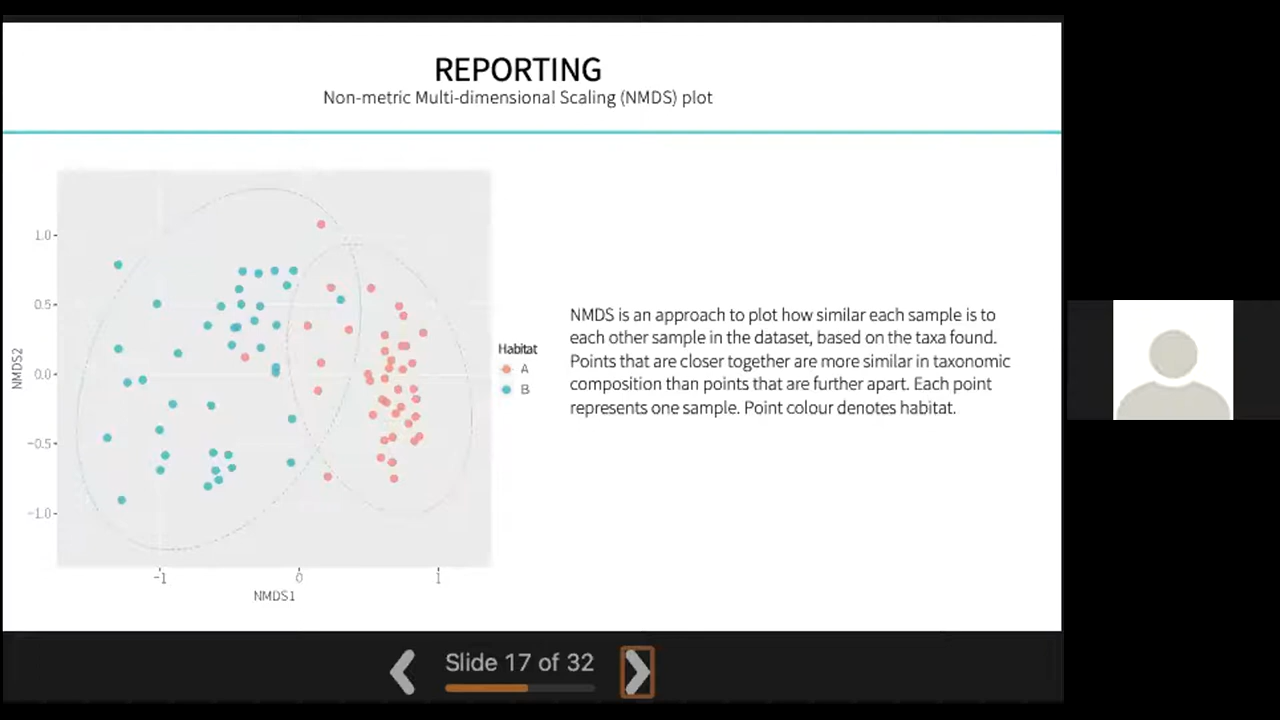 REPORTING
Non-metric Multi-dimensional Scaling (NMDS) plot
1.0
0.5
0.0
−0.5
−1.0
NMDS2
−1
0
1
NMDS1
Habitat
A
B
NMDS is an approach to plot how similar each sample is to
each other sample in the dataset, based on the taxa found.
Points that are closer together are more similar in taxonomic
composition than points that are further apart. Each point
represents one sample. Point colour denotes habitat.
Slide 17 of 32